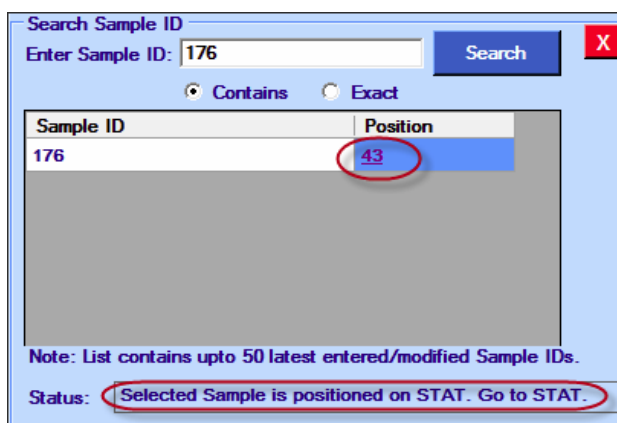 Search Sample ID
Enter Sample ID: 176 Search X
Contains Exact
Sample ID Position
176 43
Note: List contains upto 50 latest entered/modified Sample IDs.
Status: Selected Sample is positioned on STAT. Go to STAT.